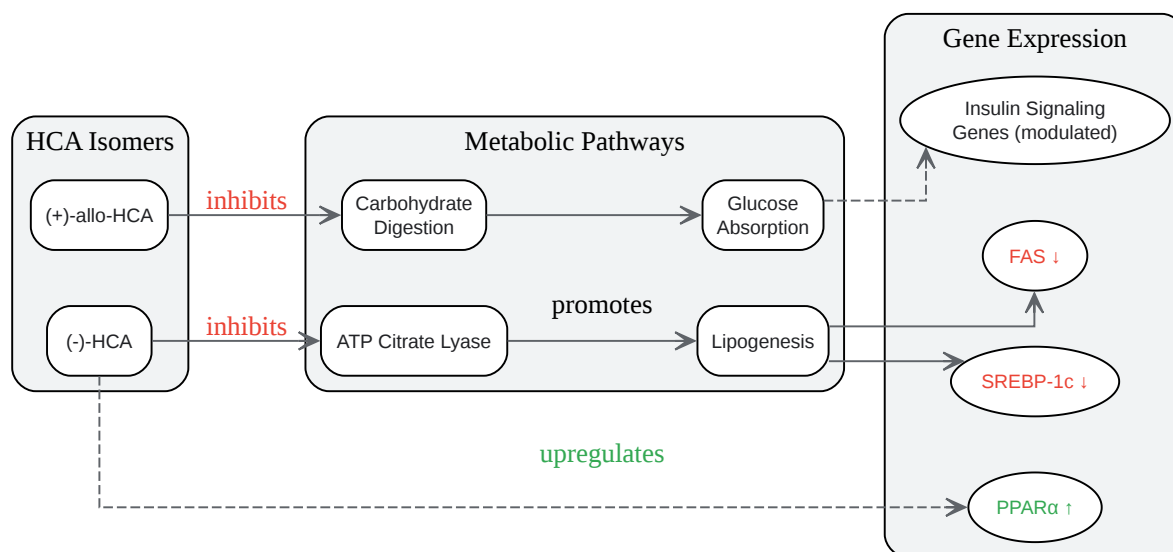 Gene Expression
Insulin Signaling
Genes (modulated)
HCA Isomers
Metabolic Pathways
(+)-allo-HCA
inhibits
Carbohydrate
Digestion
Glucose
Absorption
FAS ↓
(-)-HCA
inhibits
ATP Citrate Lyase
promotes
Lipogenesis
SREBP-1c ↓
upregulates
PPARα ↑